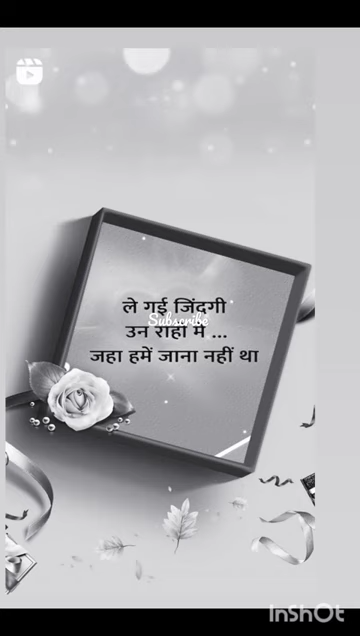 ले गई जिंदगी
उन राहों में ...
Subscribe
जहा हमें जाना नहीं था
InShOt